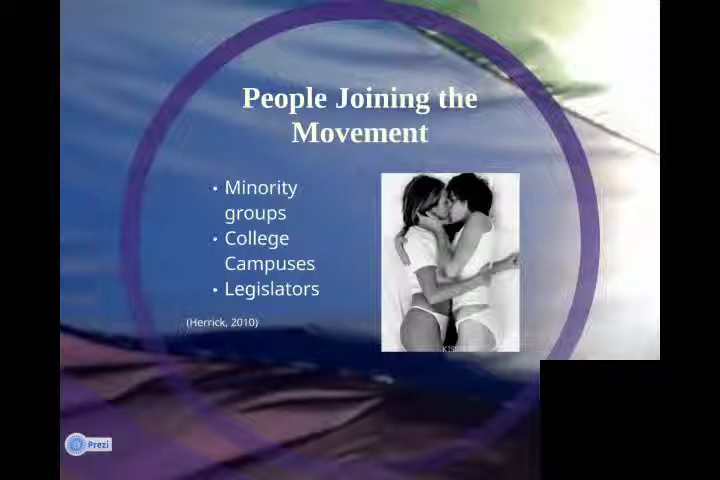 People Joining the
Movement
• Minority
groups
• College
Campuses
• Legislators
(Herrick, 2010)
Prezi